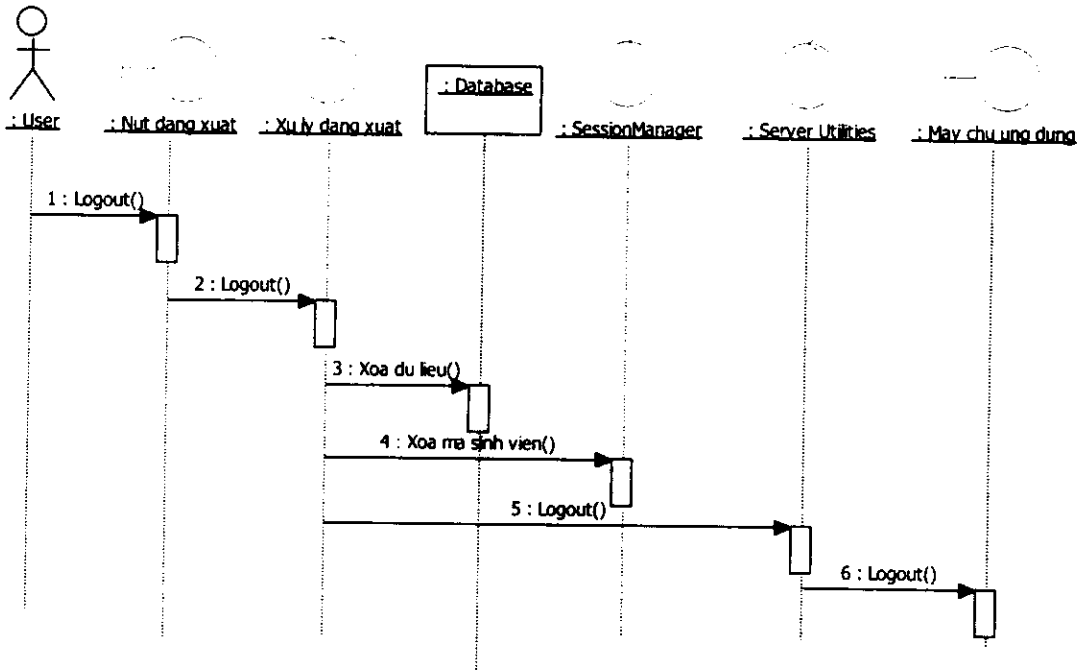 : User
: Nut dang xuat
: Xu ly dang xuat
: Database
: SessionManager
: Server Utilities
: May chu ung dung
1 : Logout()
2 : Logout()
3 : Xoa du lieu()
4 : Xoa ma sinh vien()
5 : Logout()
6 : Logout()